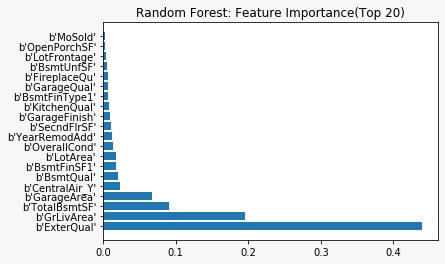 Random Forest: Feature Importance(Top 20)
b'MoSold'
b'OpenPorchSF'
b'LotFrontage'
b'BsmtUnfSF'
b'FireplaceQu'
b'GarageQual'
b'BsmtFinType1'
b'KitchenQual'
b'GarageFinish'
b'SecndFlrSF'
b'YearRemodAdd'
b'OverallCond'
b'LotArea'
b'BsmtFinSF1'
b'BsmtQual'
b'CentralAir_Y'
b'GarageArea'
b'TotalBsmtSF'
b'GrLivArea'
b'ExterQual'
0.0 0.1 0.2 0.3 0.4